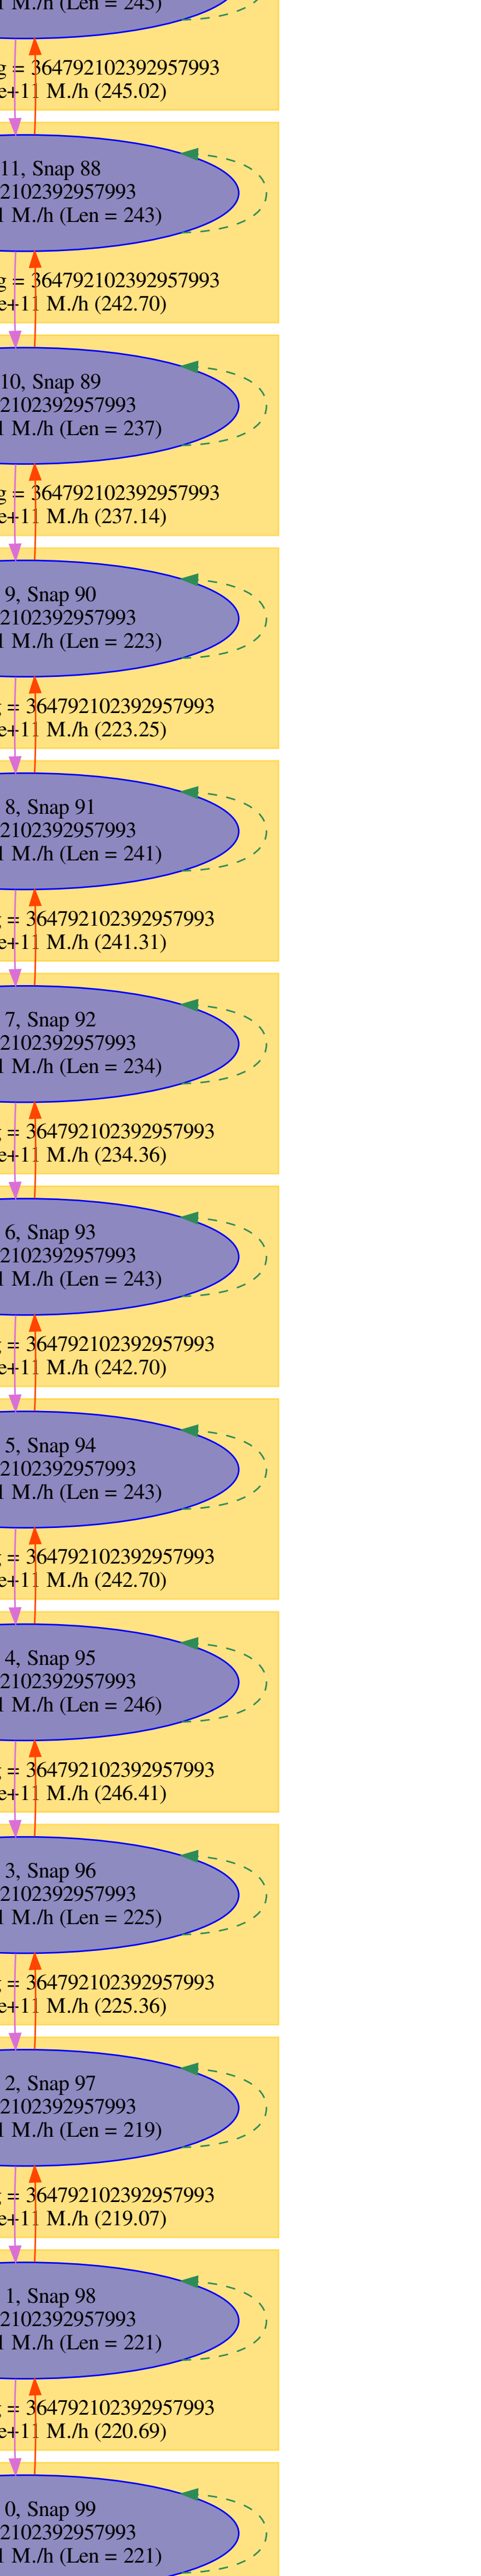 1 M./h (Len = 245)
g = 364792102392957993
e+11 M./h (245.02)
11, Snap 88
2102392957993
1 M./h (Len = 243)
g = 364792102392957993
e+11 M./h (242.70)
10, Snap 89
2102392957993
1 M./h (Len = 237)
g = 364792102392957993
e+11 M./h (237.14)
9, Snap 90
2102392957993
1 M./h (Len = 223)
g = 364792102392957993
e+11 M./h (223.25)
8, Snap 91
2102392957993
1 M./h (Len = 241)
g = 364792102392957993
e+11 M./h (241.31)
7, Snap 92
2102392957993
1 M./h (Len = 234)
g = 364792102392957993
e+11 M./h (234.36)
6, Snap 93
2102392957993
1 M./h (Len = 243)
g = 364792102392957993
e+11 M./h (242.70)
5, Snap 94
2102392957993
1 M./h (Len = 243)
g = 364792102392957993
e+11 M./h (242.70)
4, Snap 95
2102392957993
1 M./h (Len = 246)
g = 364792102392957993
e+11 M./h (246.41)
3, Snap 96
2102392957993
1 M./h (Len = 225)
g = 364792102392957993
e+11 M./h (225.36)
2, Snap 97
2102392957993
1 M./h (Len = 219)
g = 364792102392957993
e+11 M./h (219.07)
1, Snap 98
2102392957993
1 M./h (Len = 221)
g = 364792102392957993
e+11 M./h (220.69)
0, Snap 99
2102392957993
1 M./h (Len = 221)